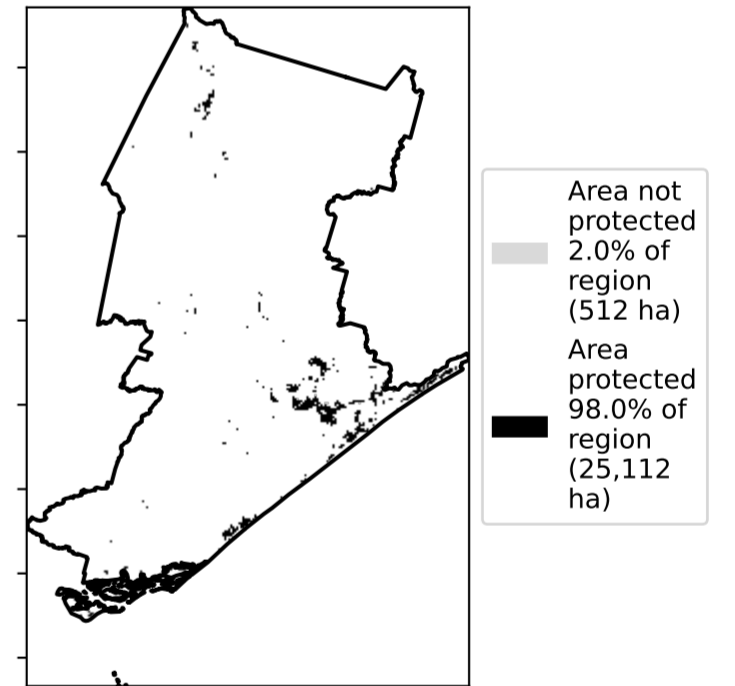 Area not
protected
2.0% of
region
(512 ha)
Area
protected
98.0% of
region
(25,112
ha)